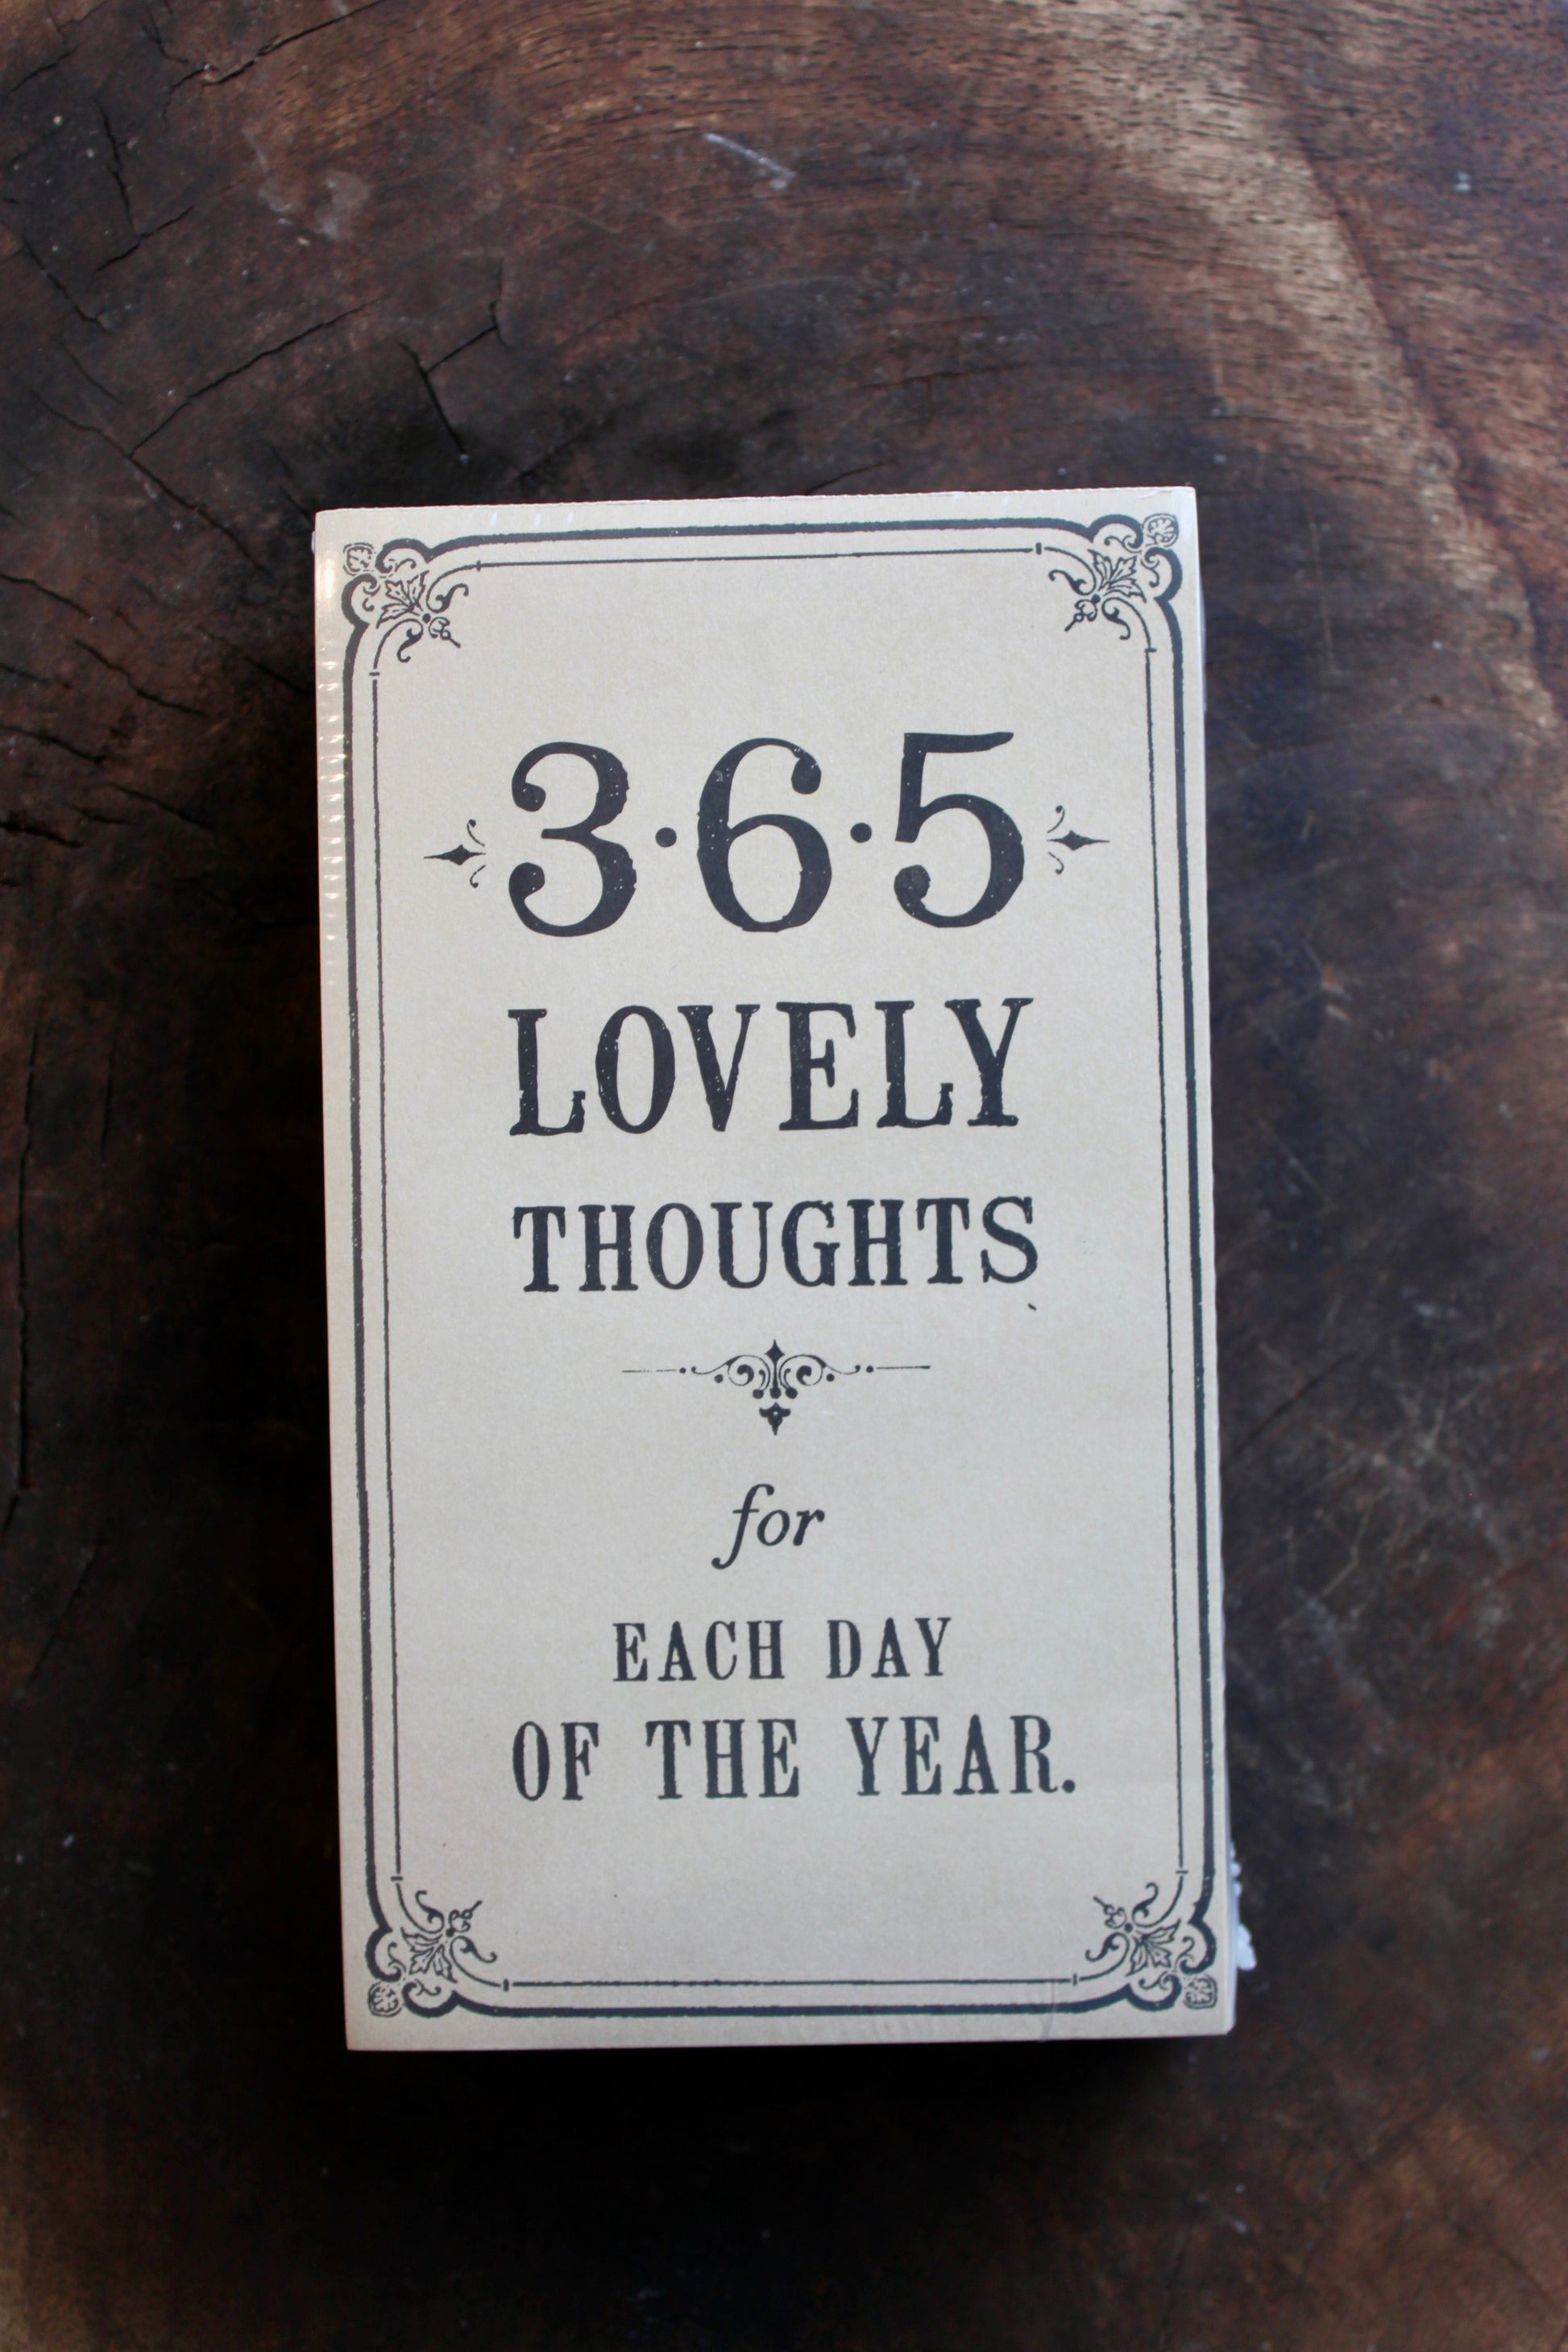 3·6·5
LOVELY
THOUGHTS
for
EACH DAY
OF THE YEAR.